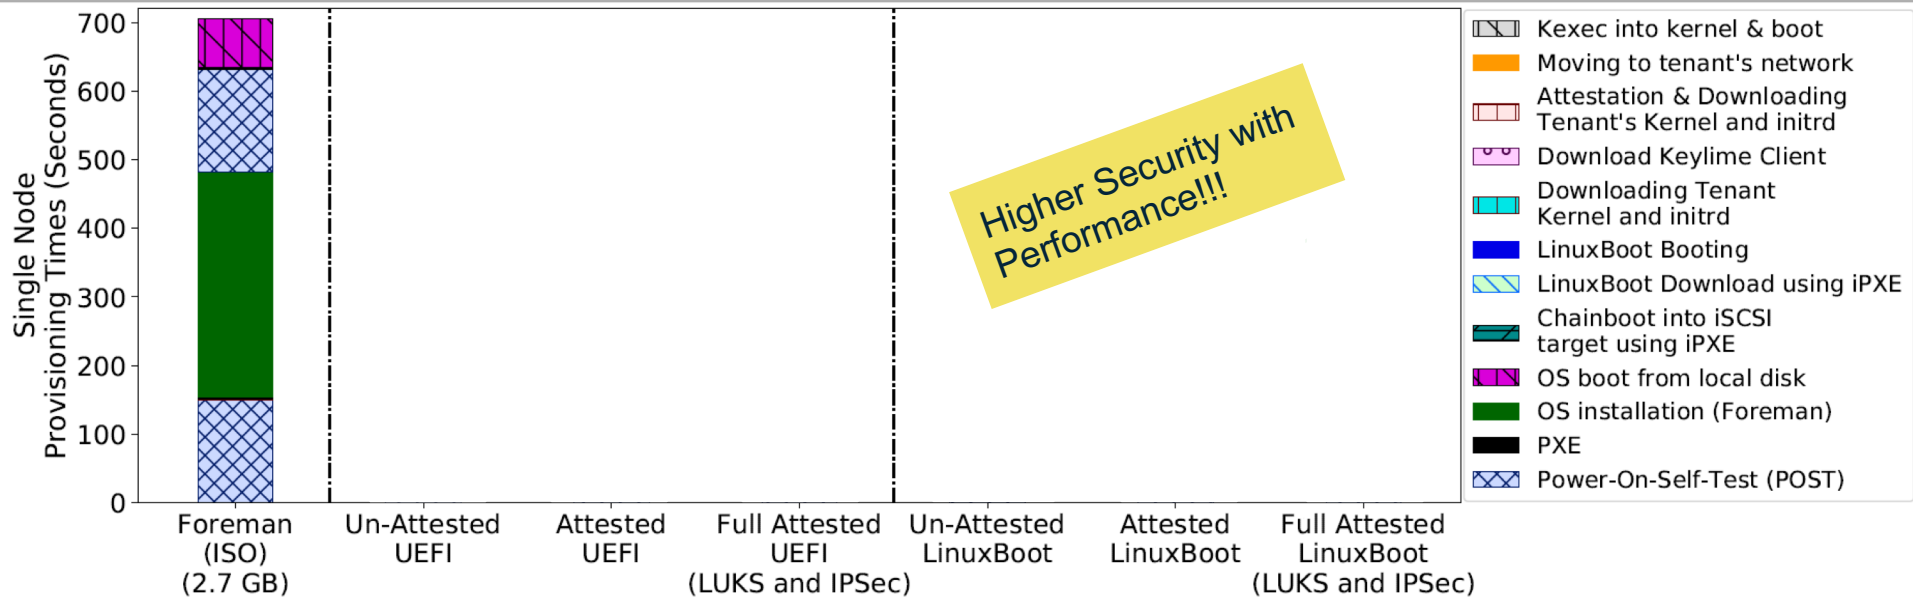 Single Node
Provisioning Times (Seconds)
700
600
500
400
300
200
100
0
Foreman
(ISO)
(2.7 GB)
Un-Attested
UEFI
Attested
UEFI
Full Attested
UEFI
(LUKS and IPSec)
Un-Attested
LinuxBoot
Attested
LinuxBoot
Full Attested
LinuxBoot
(LUKS and IPSec)
Higher Security with
Performance!!!
Kexec into kernel & boot
Moving to tenant's network
Attestation & Downloading
Tenant's Kernel and initrd
Download Keylime Client
Downloading Tenant
Kernel and initrd
LinuxBoot Booting
LinuxBoot Download using iPXE
Chainboot into iSCSI
target using iPXE
OS boot from local disk
OS installation (Foreman)
PXE
Power-On-Self-Test (POST)